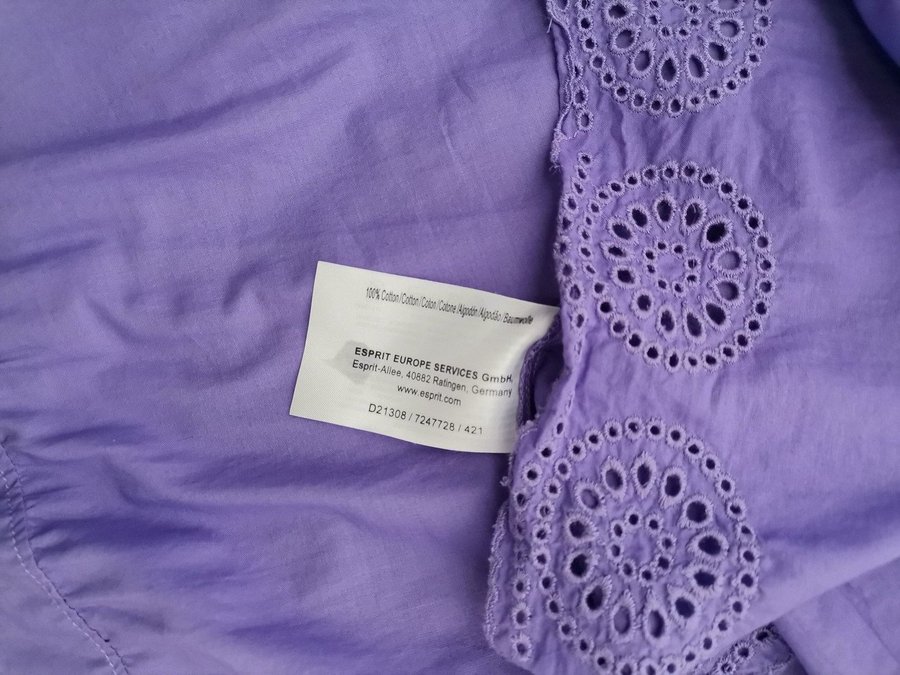 100% Cotton/Cotton/Coton/Cotone/Algodón/Algodão/Baumwolle
ESPRIT EUROPE SERVICES GmbH,
Esprit-Allee, 40882 Ratingen, Germany
www.esprit.com
D21308 / 7247728 / 421